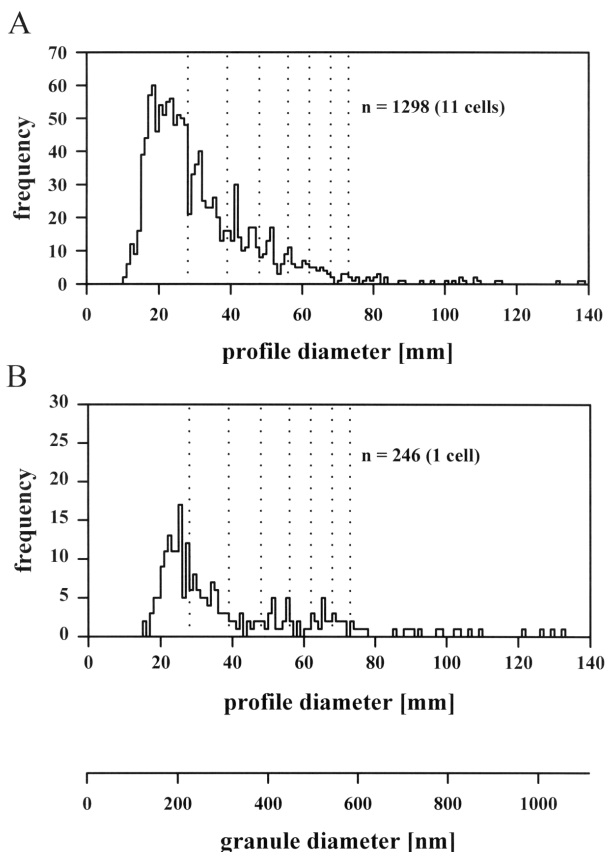 A
70
60
50
40
30
20
10
0
frequency
n = 1298 (11 cells)
0 20 40 60 80 100 120 140
profile diameter [mm]
B
30
25
20
15
10
5
0
frequency
n = 246 (1 cell)
0 20 40 60 80 100 120 140
profile diameter [mm]
0 200 400 600 800 1000
granule diameter [nm]